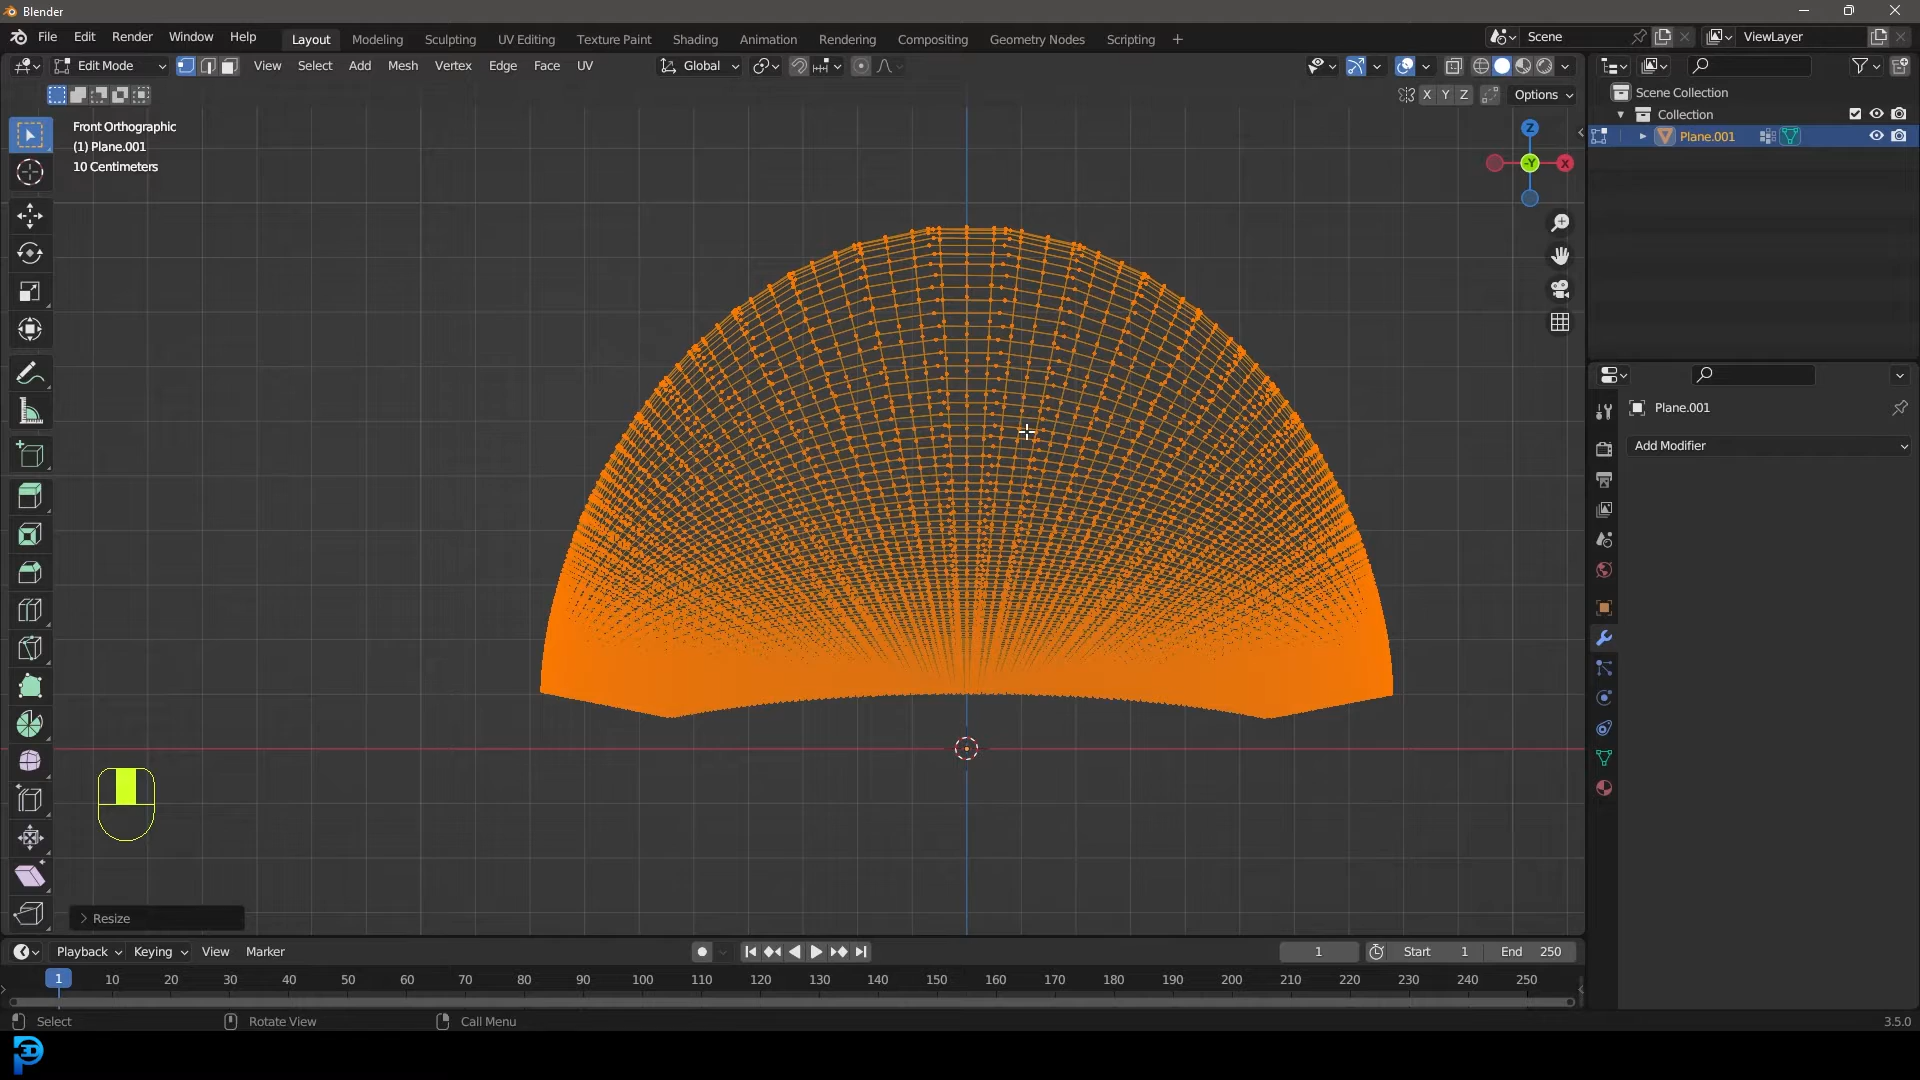 Blender
File Edit Render Window Help Layout Modeling Sculpting UV Editing Texture Paint Shading Animation Rendering Compositing Geometry Nodes Scripting + Scene ViewLayer
Edit Mode View Select Add Mesh Vertex Edge Face UV Global
X Y Z Options
Scene Collection
Collection
Plane.001
Front Orthographic
(1) Plane.001
10 Centimeters
Z
-Y X
Plane.001
Add Modifier
Resize
Playback Keying View Marker 1 Start 1 End 250
1 10 20 30 40 50 60 70 80 90 100 110 120 130 140 150 160 170 180 190 200 210 220 230 240 250
Select Rotate View Call Menu 3.5.0